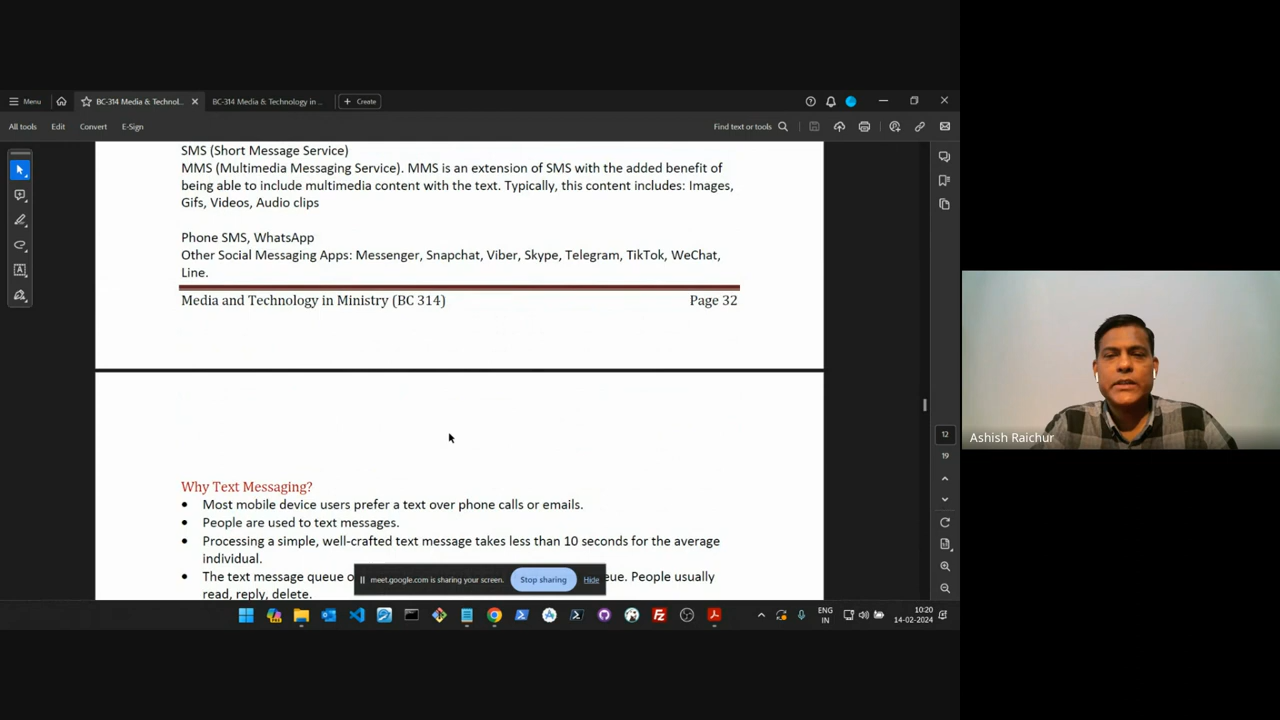 Menu
BC-314 Media & Technol...
BC-314 Media & Technology in ...
Create
All tools
Edit
Convert
E-Sign
Find text or tools
SMS (Short Message Service)
MMS (Multimedia Messaging Service). MMS is an extension of SMS with the added benefit of
being able to include multimedia content with the text. Typically, this content includes: Images,
Gifs, Videos, Audio clips
Phone SMS, WhatsApp
Other Social Messaging Apps: Messenger, Snapchat, Viber, Skype, Telegram, TikTok, WeChat,
Line.
Media and Technology in Ministry (BC 314) Page 32
Why Text Messaging?
• Most mobile device users prefer a text over phone calls or emails.
• People are used to text messages.
• Processing a simple, well-crafted text message takes less than 10 seconds for the average
individual.
• The text message queue o ue. People usually
read, reply, delete.
meet.google.com is sharing your screen.
Stop sharing
Hide
12
19
Ashish Raichur
ENG
IN
10:20
14-02-2024